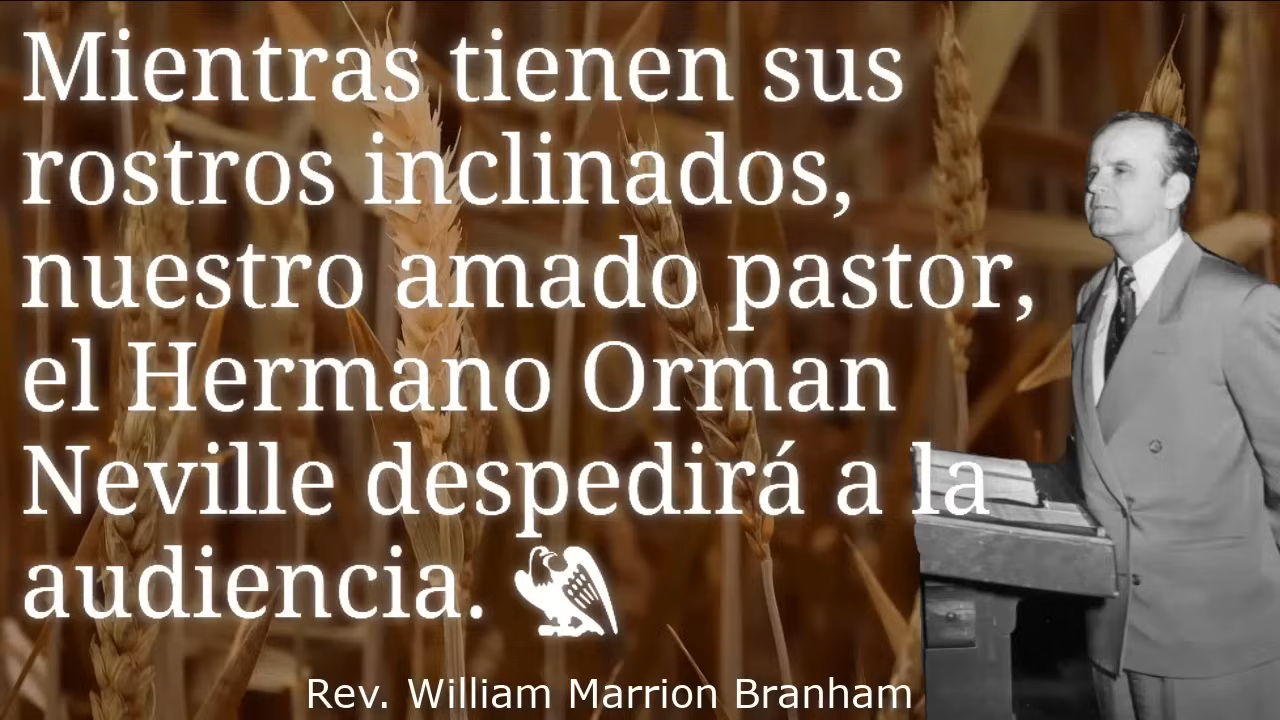 Mientras tienen sus
rostros inclinados,
nuestro amado pastor,
el Hermano Orman
Neville despedirá a la
audiencia.
Rev. William Marrion Branham